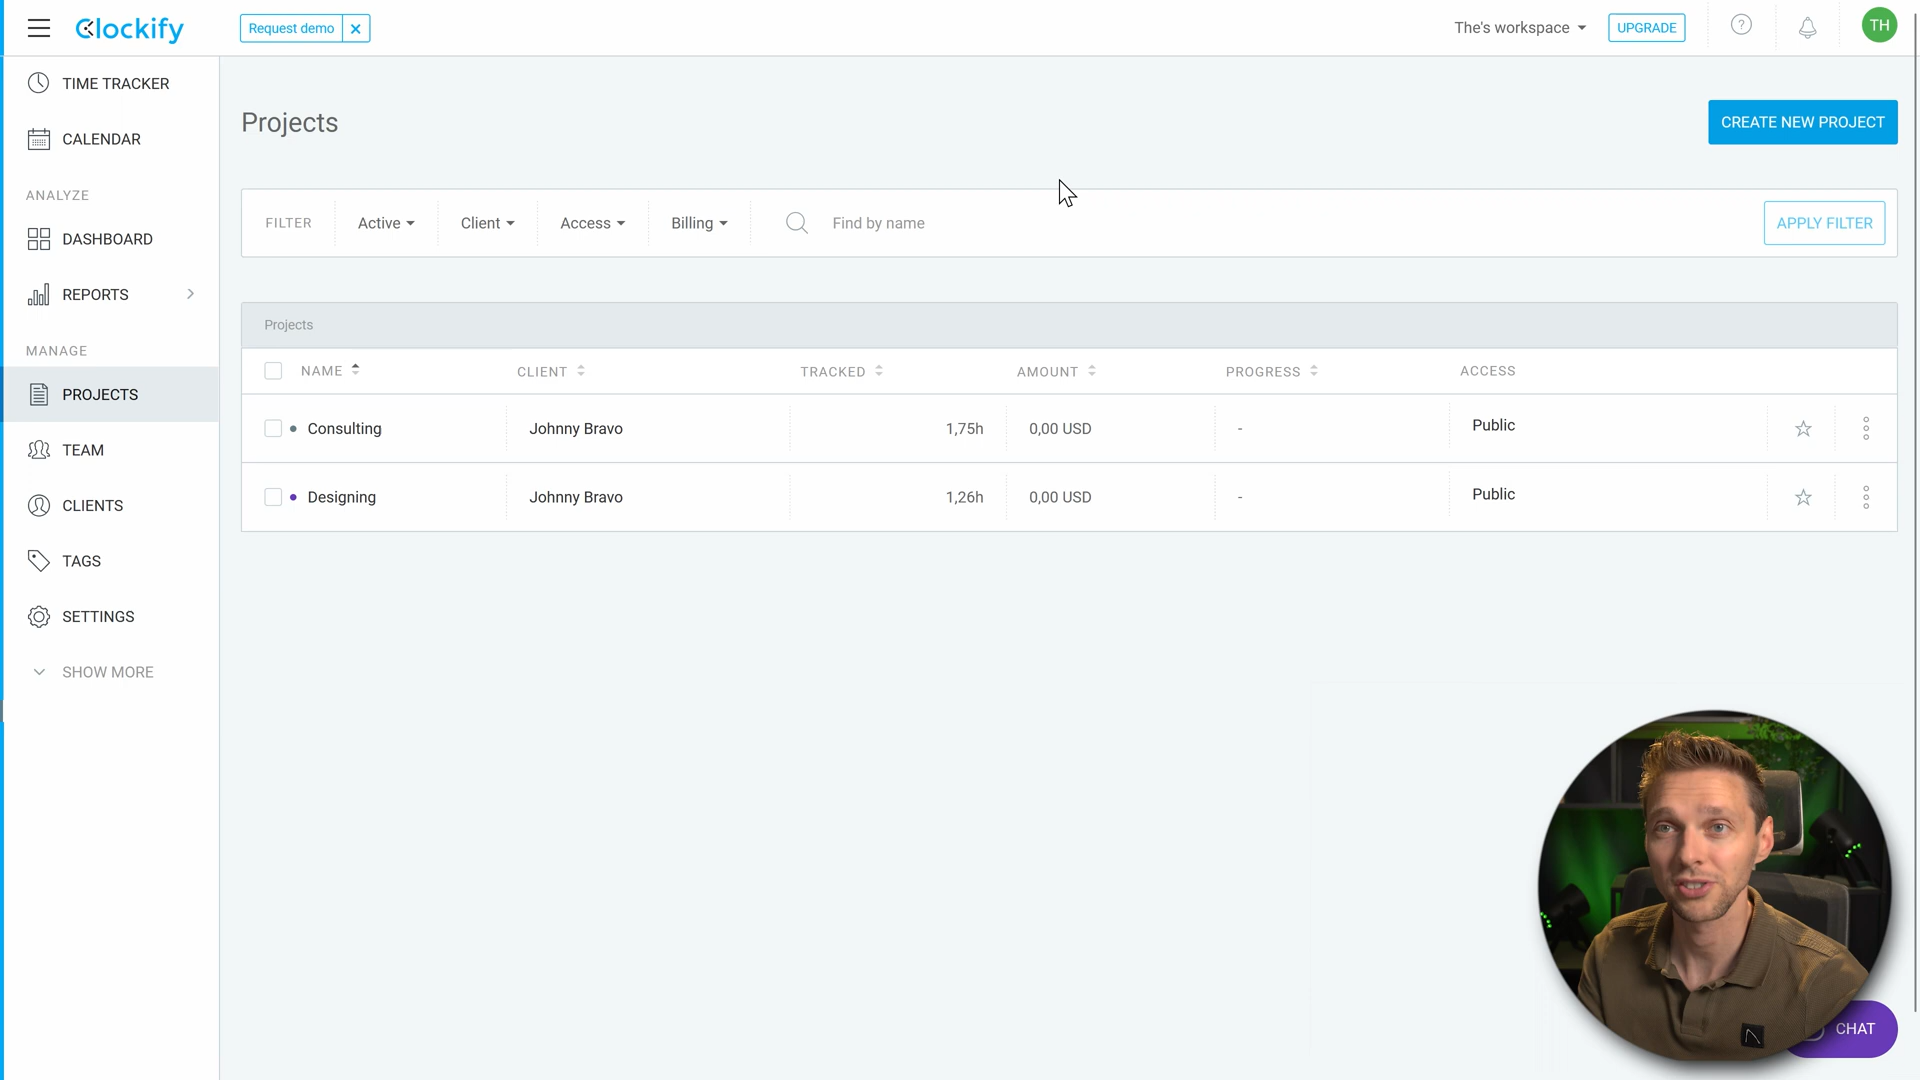 Clockify
Request demo
The's workspace
UPGRADE
?
TH
TIME TRACKER
CALENDAR
ANALYZE
DASHBOARD
REPORTS
MANAGE
PROJECTS
TEAM
CLIENTS
TAGS
SETTINGS
SHOW MORE
Projects
CREATE NEW PROJECT
FILTER Active Client Access Billing Find by name APPLY FILTER
Projects
NAME CLIENT TRACKED AMOUNT PROGRESS ACCESS
Consulting Johnny Bravo 1,75h 0,00 USD - Public
Designing Johnny Bravo 1,26h 0,00 USD - Public
CHAT